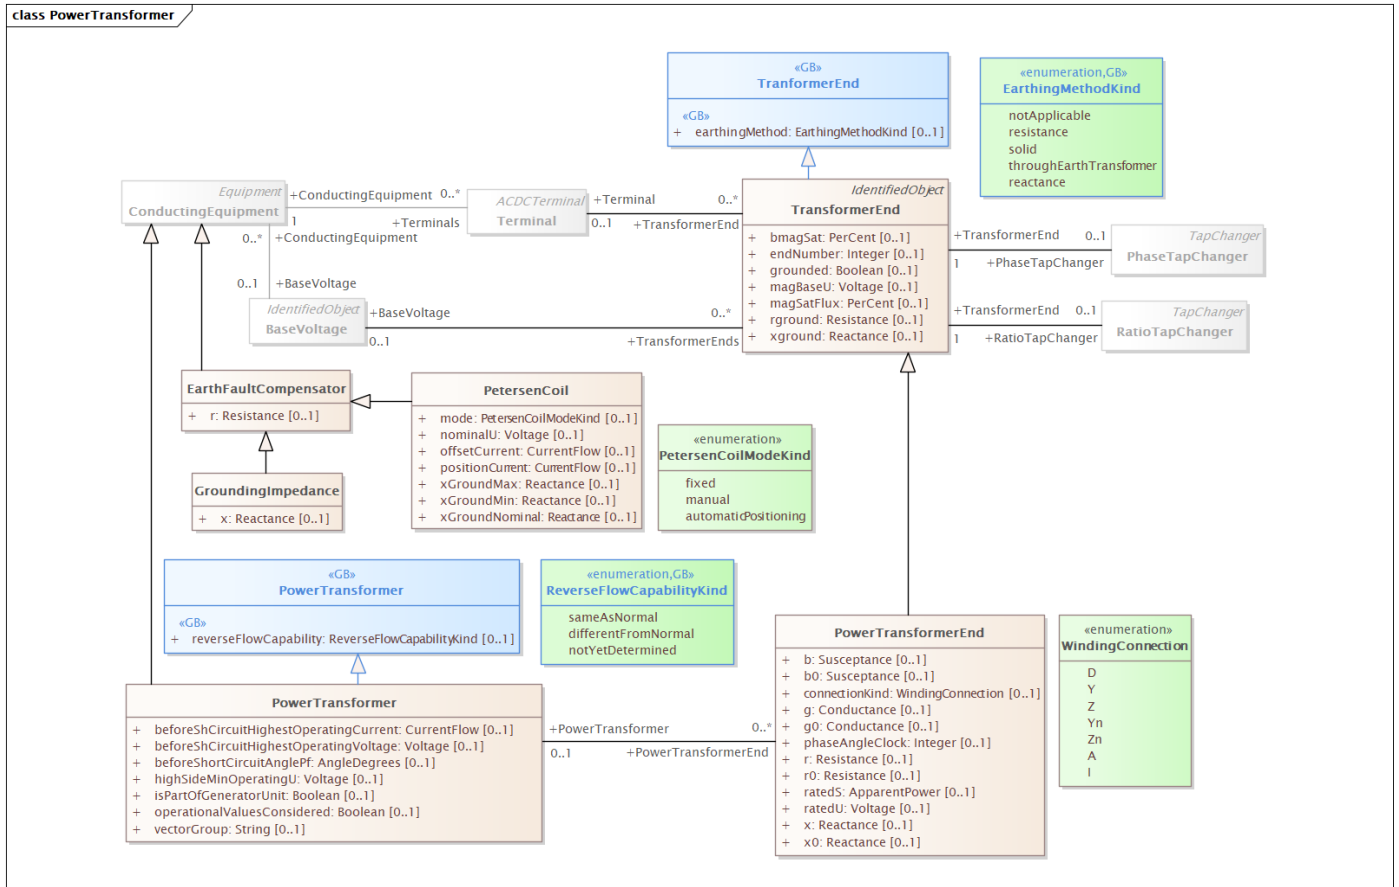 class PowerTransformer
«GB»
TranformerEnd
«GB»
+ earthingMethod: EarthingMethodKind [0..1]
«enumeration,GB»
EarthingMethodKind
notApplicable
resistance
solid
throughEarthTransformer
reactance
Equipment
ConductingEquipment
+ConductingEquipment 0..*
1 +Terminals
ACDCTerminal
Terminal
+Terminal 0..*
0..1 +TransformerEnd
0..* +ConductingEquipment
0..1 +BaseVoltage
IdentifiedObject
BaseVoltage
+BaseVoltage 0..*
0..1 +TransformerEnds
IdentifiedObject
TransformerEnd
+ bmagSat: PerCent [0..1]
+ endNumber: Integer [0..1]
+ grounded: Boolean [0..1]
+ magBaseU: Voltage [0..1]
+ magSatFlux: PerCent [0..1]
+ rground: Resistance [0..1]
+ xground: Reactance [0..1]
+TransformerEnd 0..1
1 +PhaseTapChanger
TapChanger
PhaseTapChanger
+TransformerEnd 0..1
1 +RatioTapChanger
TapChanger
RatioTapChanger
EarthFaultCompensator
+ r: Resistance [0..1]
PetersenCoil
+ mode: PetersenCoilModeKind [0..1]
+ nominalU: Voltage [0..1]
+ offsetCurrent: CurrentFlow [0..1]
+ positionCurrent: CurrentFlow [0..1]
+ xGroundMax: Reactance [0..1]
+ xGroundMin: Reactance [0..1]
+ xGroundNominal: Reactance [0..1]
«enumeration»
PetersenCoilModeKind
fixed
manual
automaticPositioning
GroundingImpedance
+ x: Reactance [0..1]
«GB»
PowerTransformer
«GB»
+ reverseFlowCapability: ReverseFlowCapabilityKind [0..1]
«enumeration,GB»
ReverseFlowCapabilityKind
sameAsNormal
differentFromNormal
notYetDetermined
PowerTransformer
+ beforeShCircuitHighestOperatingCurrent: CurrentFlow [0..1]
+ beforeShCircuitHighestOperatingVoltage: Voltage [0..1]
+ beforeShortCircuitAnglePf: AngleDegrees [0..1]
+ highSideMinOperatingU: Voltage [0..1]
+ isPartOfGeneratorUnit: Boolean [0..1]
+ operationalValuesConsidered: Boolean [0..1]
+ vectorGroup: String [0..1]
+PowerTransformer 0..*
0..1 +PowerTransformerEnd
PowerTransformerEnd
+ b: Susceptance [0..1]
+ b0: Susceptance [0..1]
+ connectionKind: WindingConnection [0..1]
+ g: Conductance [0..1]
+ g0: Conductance [0..1]
+ phaseAngleClock: Integer [0..1]
+ r: Resistance [0..1]
+ r0: Resistance [0..1]
+ ratedS: ApparentPower [0..1]
+ ratedU: Voltage [0..1]
+ x: Reactance [0..1]
+ x0: Reactance [0..1]
«enumeration»
WindingConnection
D
Y
Z
Yn
Zn
A
I